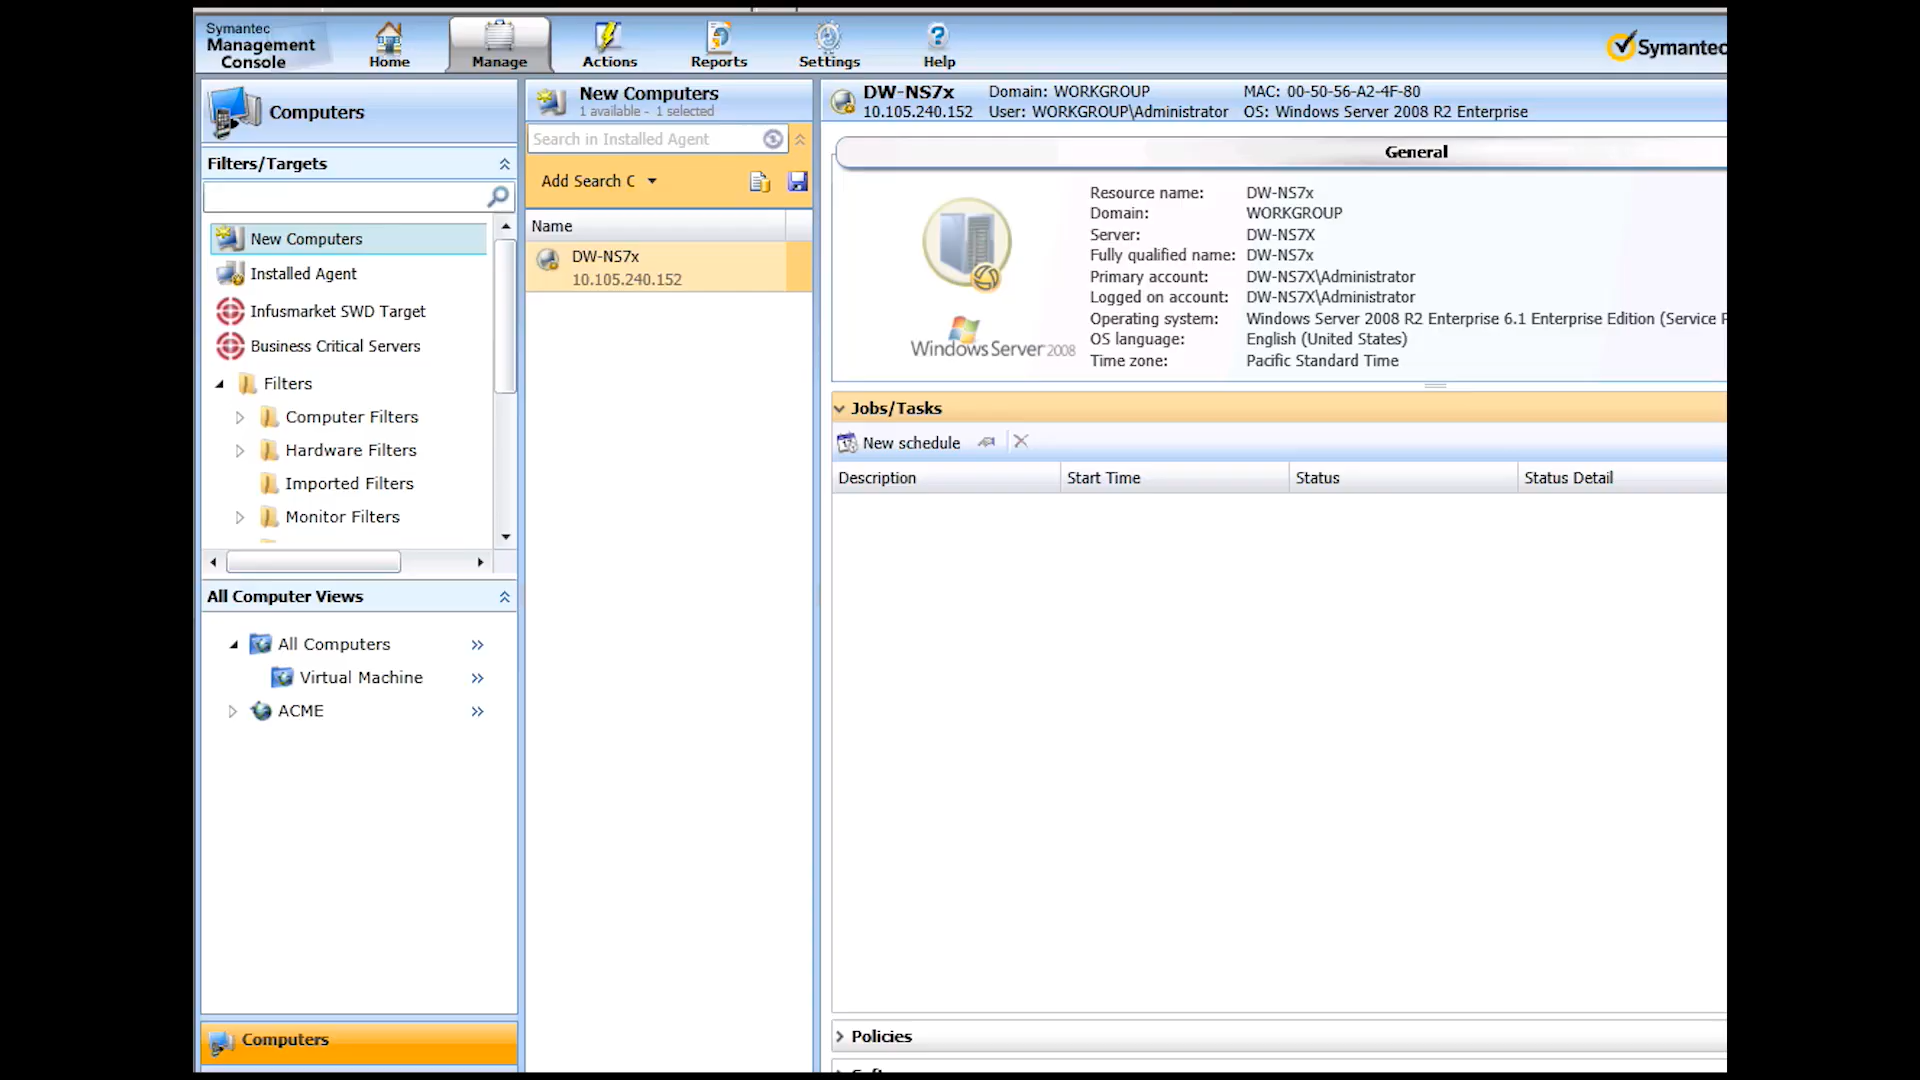 Symantec
Management
Console
Home
Manage
Actions
Reports
Settings
Help
Symantec
Computers
Filters/Targets
New Computers
Installed Agent
Infusmarket SWD Target
Business Critical Servers
Filters
Computer Filters
Hardware Filters
Imported Filters
Monitor Filters
All Computer Views
All Computers
Virtual Machine
ACME
Computers
New Computers
1 available - 1 selected
Search in Installed Agent
Add Search C
Name
DW-NS7x
10.105.240.152
DW-NS7x Domain: WORKGROUP MAC: 00-50-56-A2-4F-80
10.105.240.152 User: WORKGROUP\Administrator OS: Windows Server 2008 R2 Enterprise
General
Windows Server 2008
Resource name: DW-NS7x
Domain: WORKGROUP
Server: DW-NS7X
Fully qualified name: DW-NS7x
Primary account: DW-NS7X\Administrator
Logged on account: DW-NS7X\Administrator
Operating system: Windows Server 2008 R2 Enterprise 6.1 Enterprise Edition (Service
OS language: English (United States)
Time zone: Pacific Standard Time
Jobs/Tasks
New schedule
Description Start Time Status Status Detail
Policies